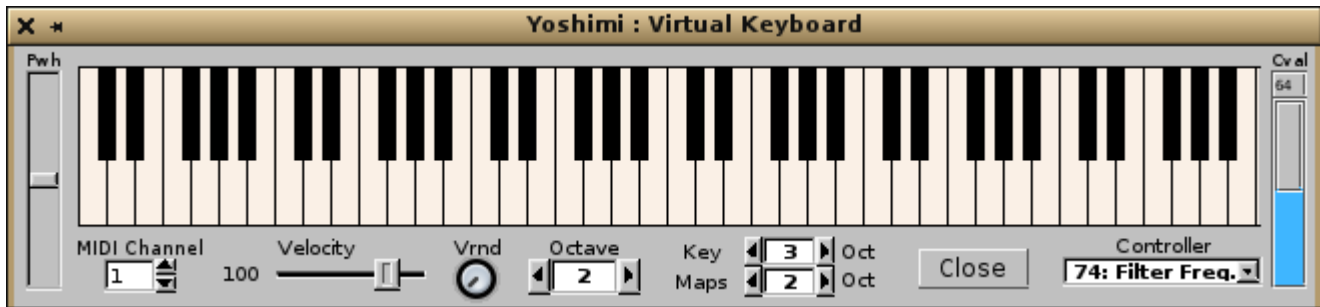 Yoshimi : Virtual Keyboard
Pwh
Cval
64
MIDI Channel
1
Velocity
100
Vrnd
Octave
2
Key 3 Oct
Maps 2 Oct
Close
Controller
74: Filter Freq.